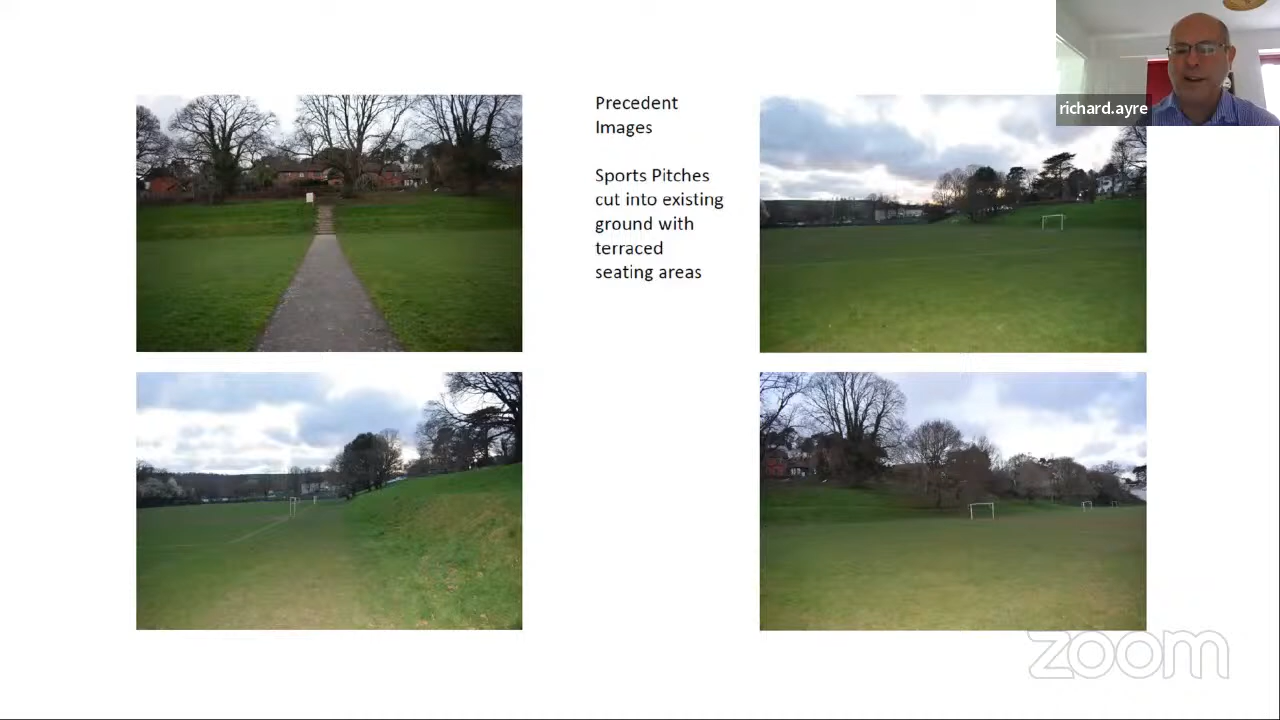 richard.ayre
Precedent
Images
Sports Pitches
cut into existing
ground with
terraced
seating areas
zoom